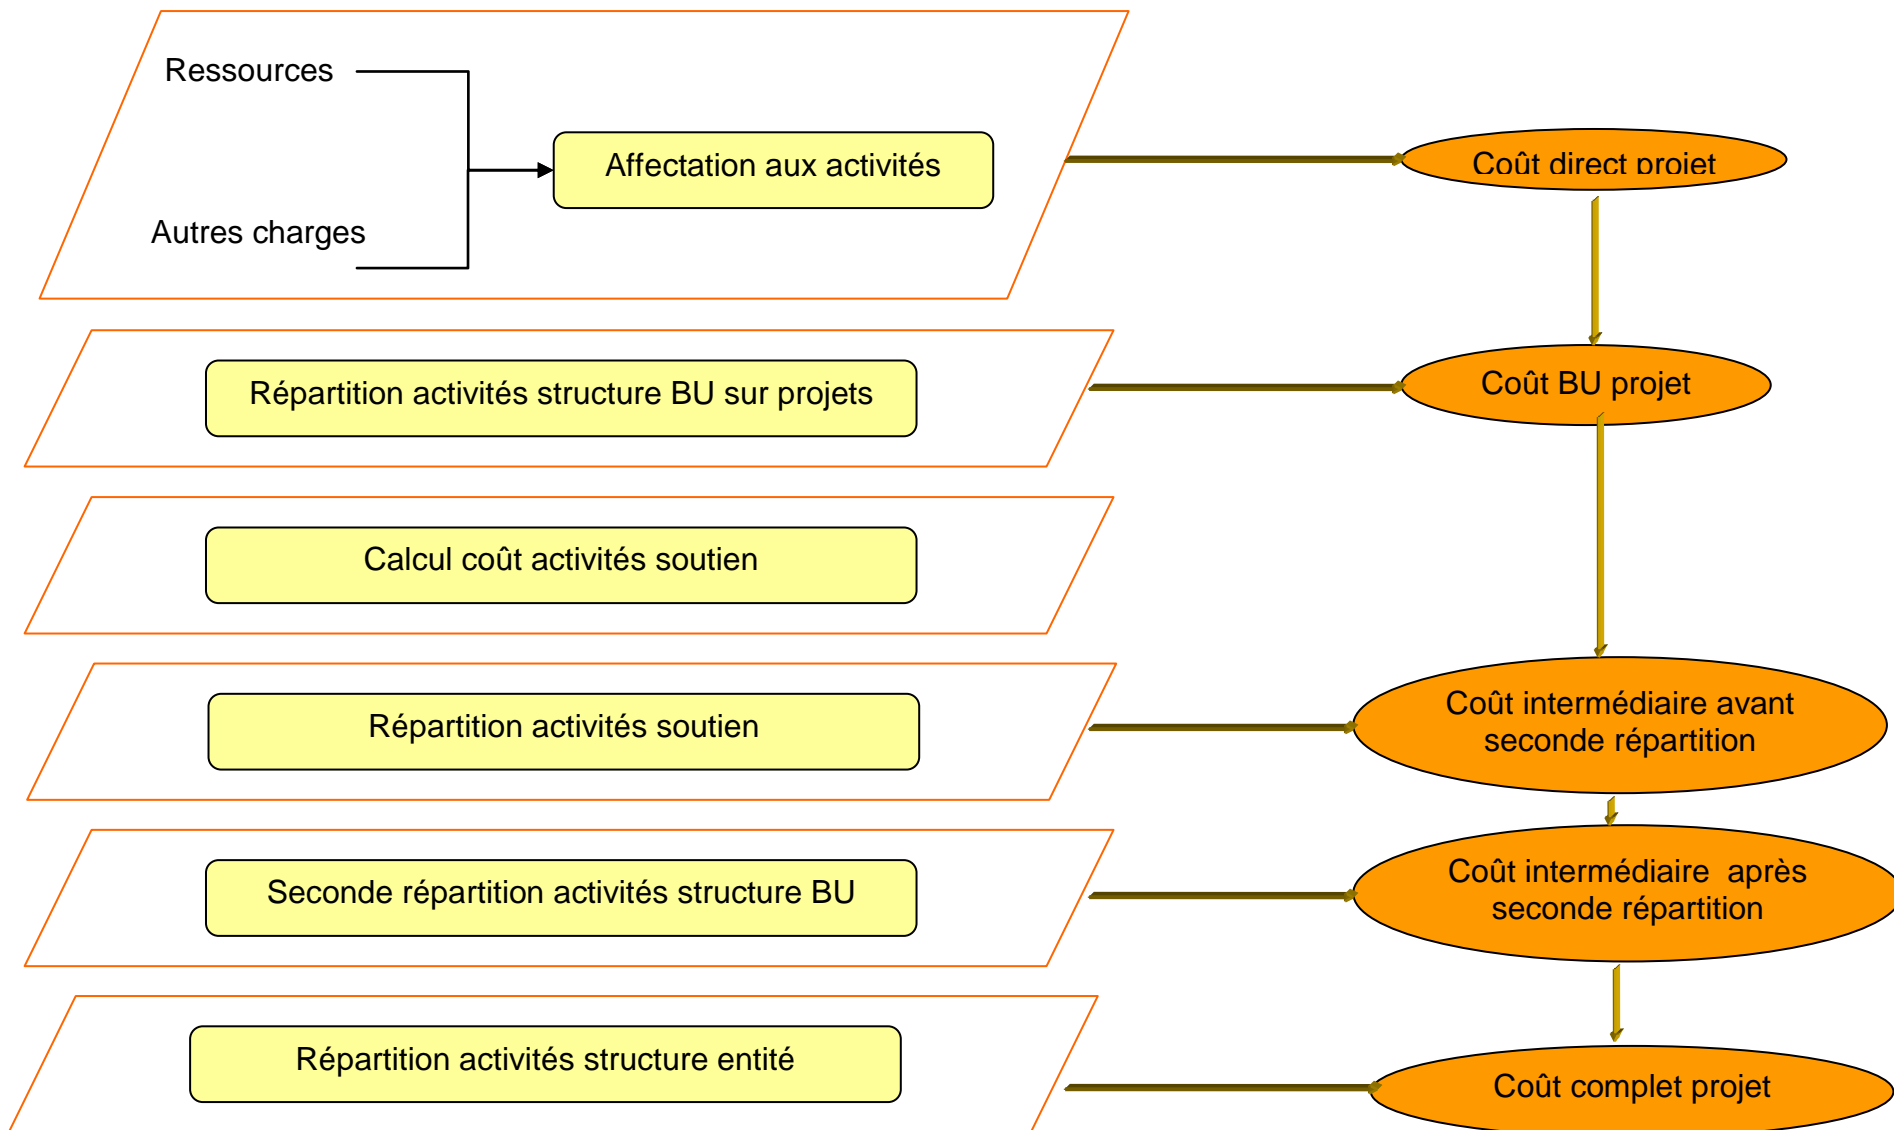 Ressources
Affectation aux activités
Coût direct projet
Autres charges
Répartition activités structure BU sur projets
Coût BU projet
Calcul coût activités soutien
Répartition activités soutien
Coût intermédiaire avant
seconde répartition
Seconde répartition activités structure BU
Coût intermédiaire  après
seconde répartition
Répartition activités structure entité
Coût complet projet